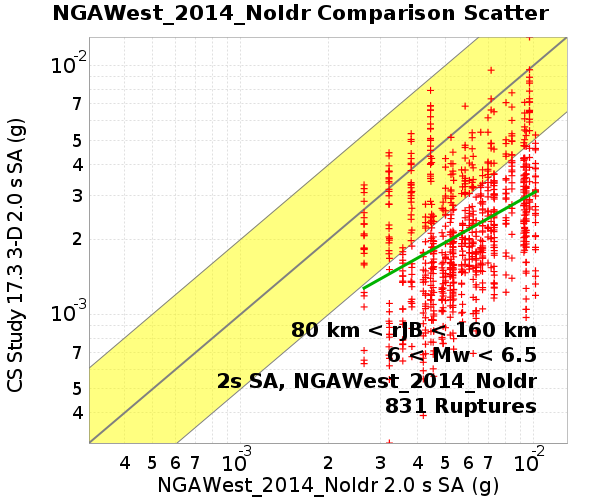 NGAWest_2014_NoIdr Comparison Scatter
CS Study 17.3 3-D 2.0 s SA (g)
10-2
7
5
4
3
2
10-3
7
5
4
80 km < rJB < 160 km
6 < Mw < 6.5
2s SA, NGAWest_2014_NoIdr
831 Ruptures
4 5 6 7 10-3 2 3 4 5 6 7 10-2
NGAWest_2014_NoIdr 2.0 s SA (g)